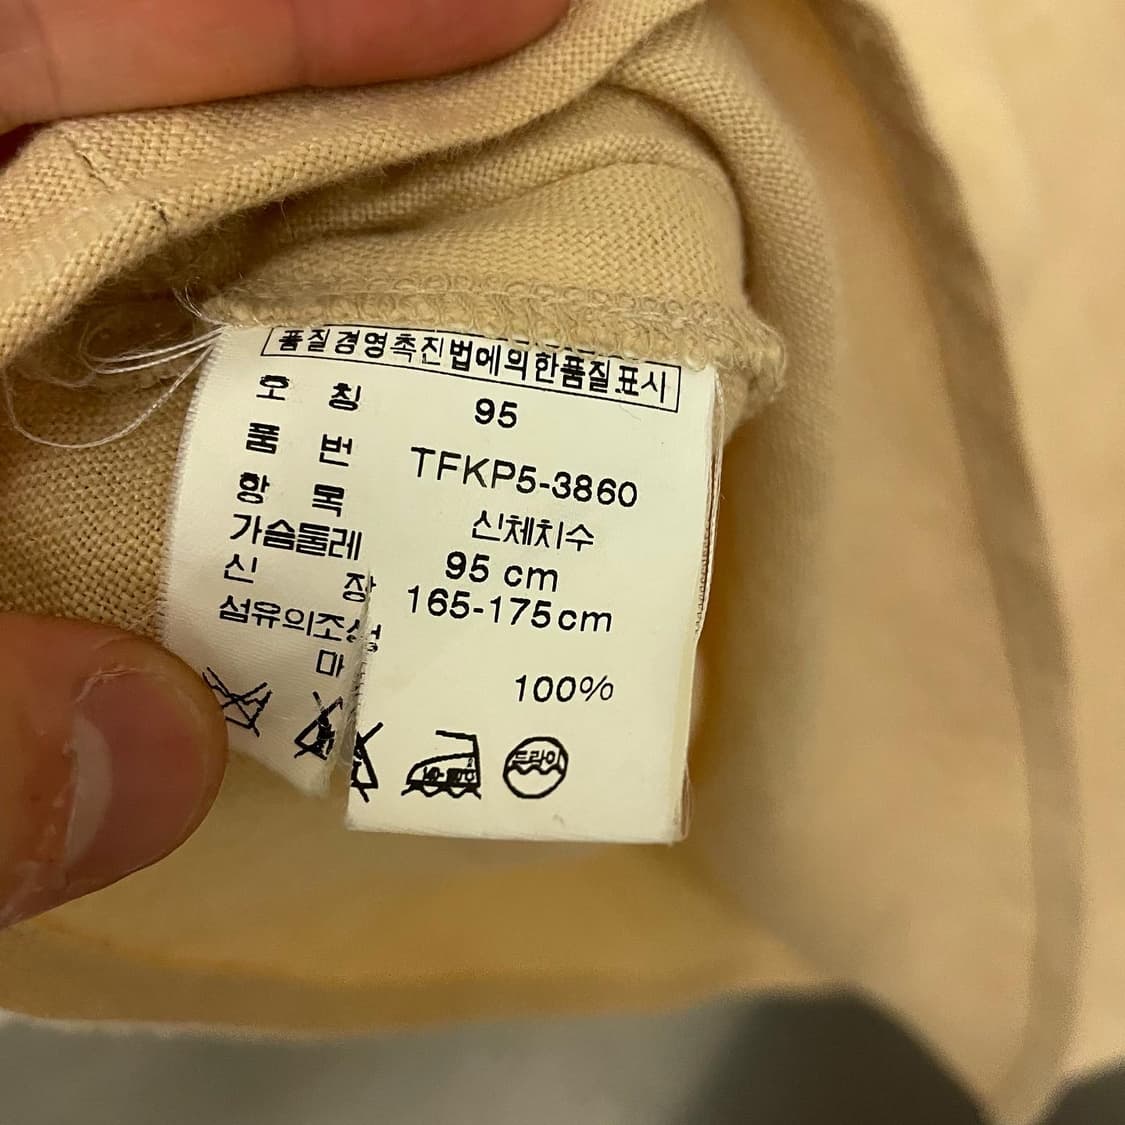 품질경영촉진법에의한품질표시
호 칭 95
품 번 TFKP5-3860
항 목 신체치수
가슴둘레 95 cm
신 장 165-175cm
섬유의조성
마 100%
드라이